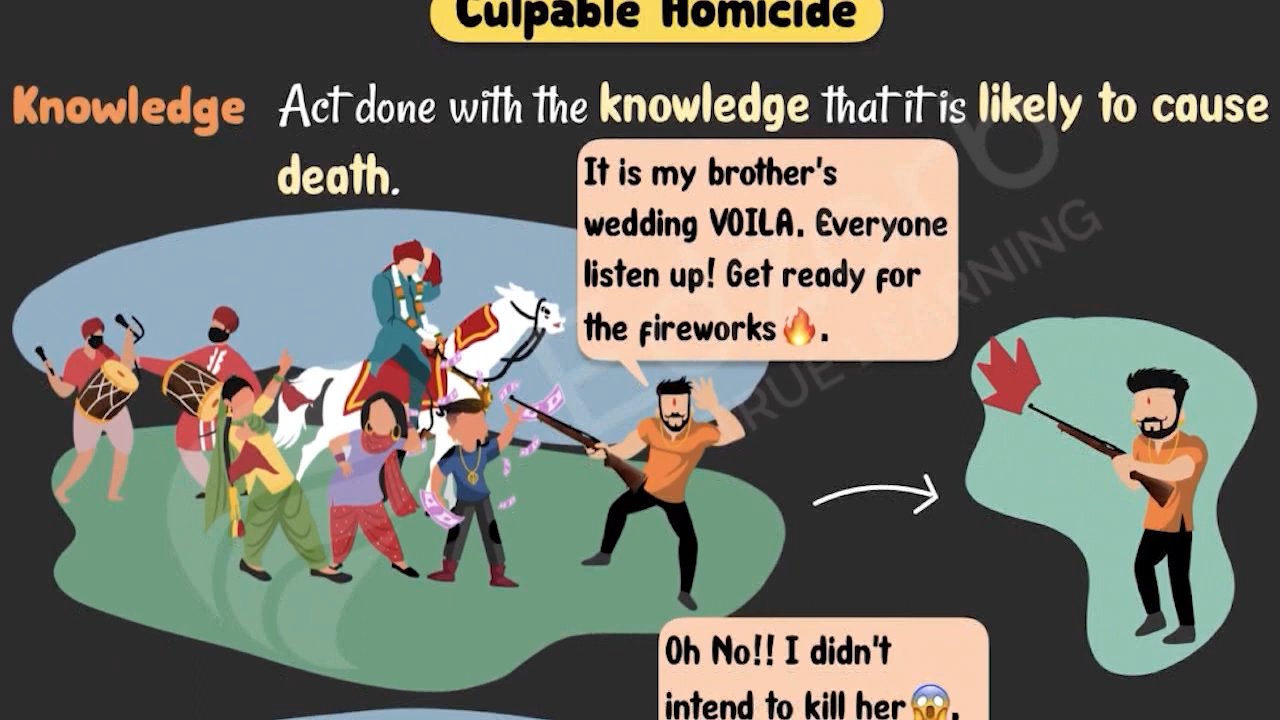 Culpable Homicide
Knowledge Act done with the knowledge that it is likely to cause
death.
It is my brother's
wedding VOILA. Everyone
listen up! Get ready for
the fireworks🔥.
Oh No!! I didn't
intend to kill her😱.